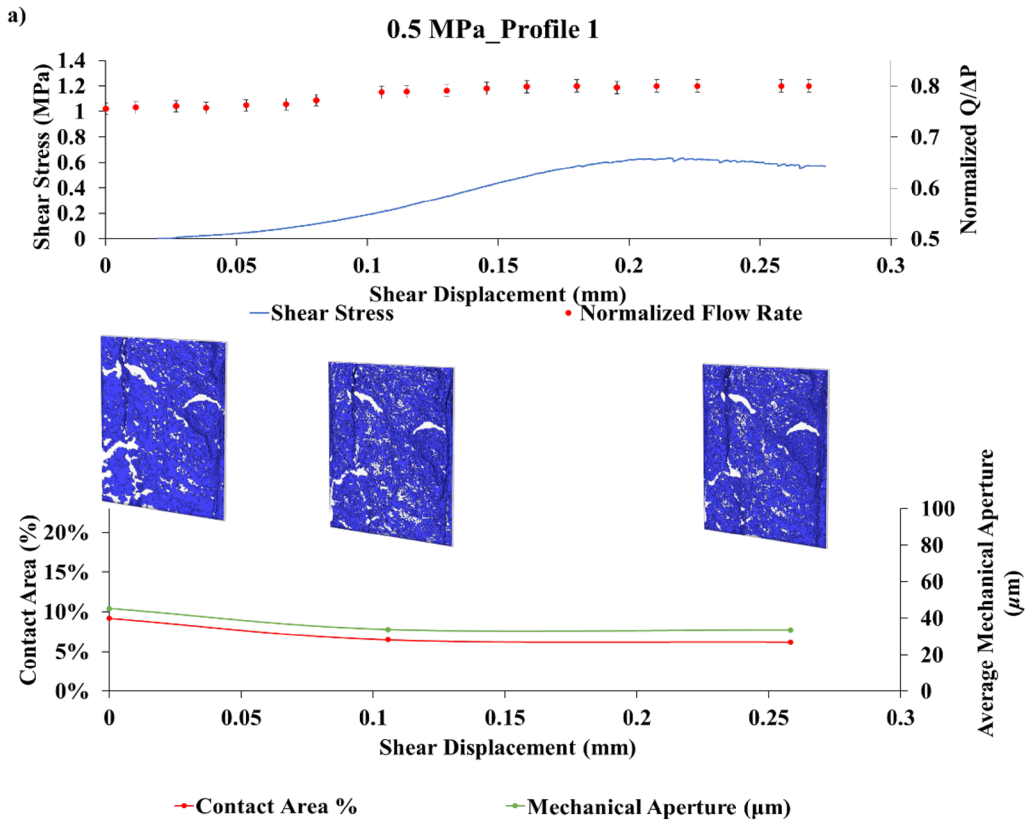 a)
0.5 MPa_Profile 1
Shear Stress (MPa)
1.4
1.2
1
0.8
0.6
0.4
0.2
0
0.8
0.7
0.6
0.5
Normalized Q/ΔP
0 0.05 0.1 0.15 0.2 0.25 0.3
Shear Displacement (mm)
Shear Stress Normalized Flow Rate
Contact Area (%)
20%
15%
10%
5%
0%
100
80
60
40
20
0
Average Mechanical Aperture
(μm)
0 0.05 0.1 0.15 0.2 0.25 0.3
Shear Displacement (mm)
Contact Area % Mechanical Aperture (μm)